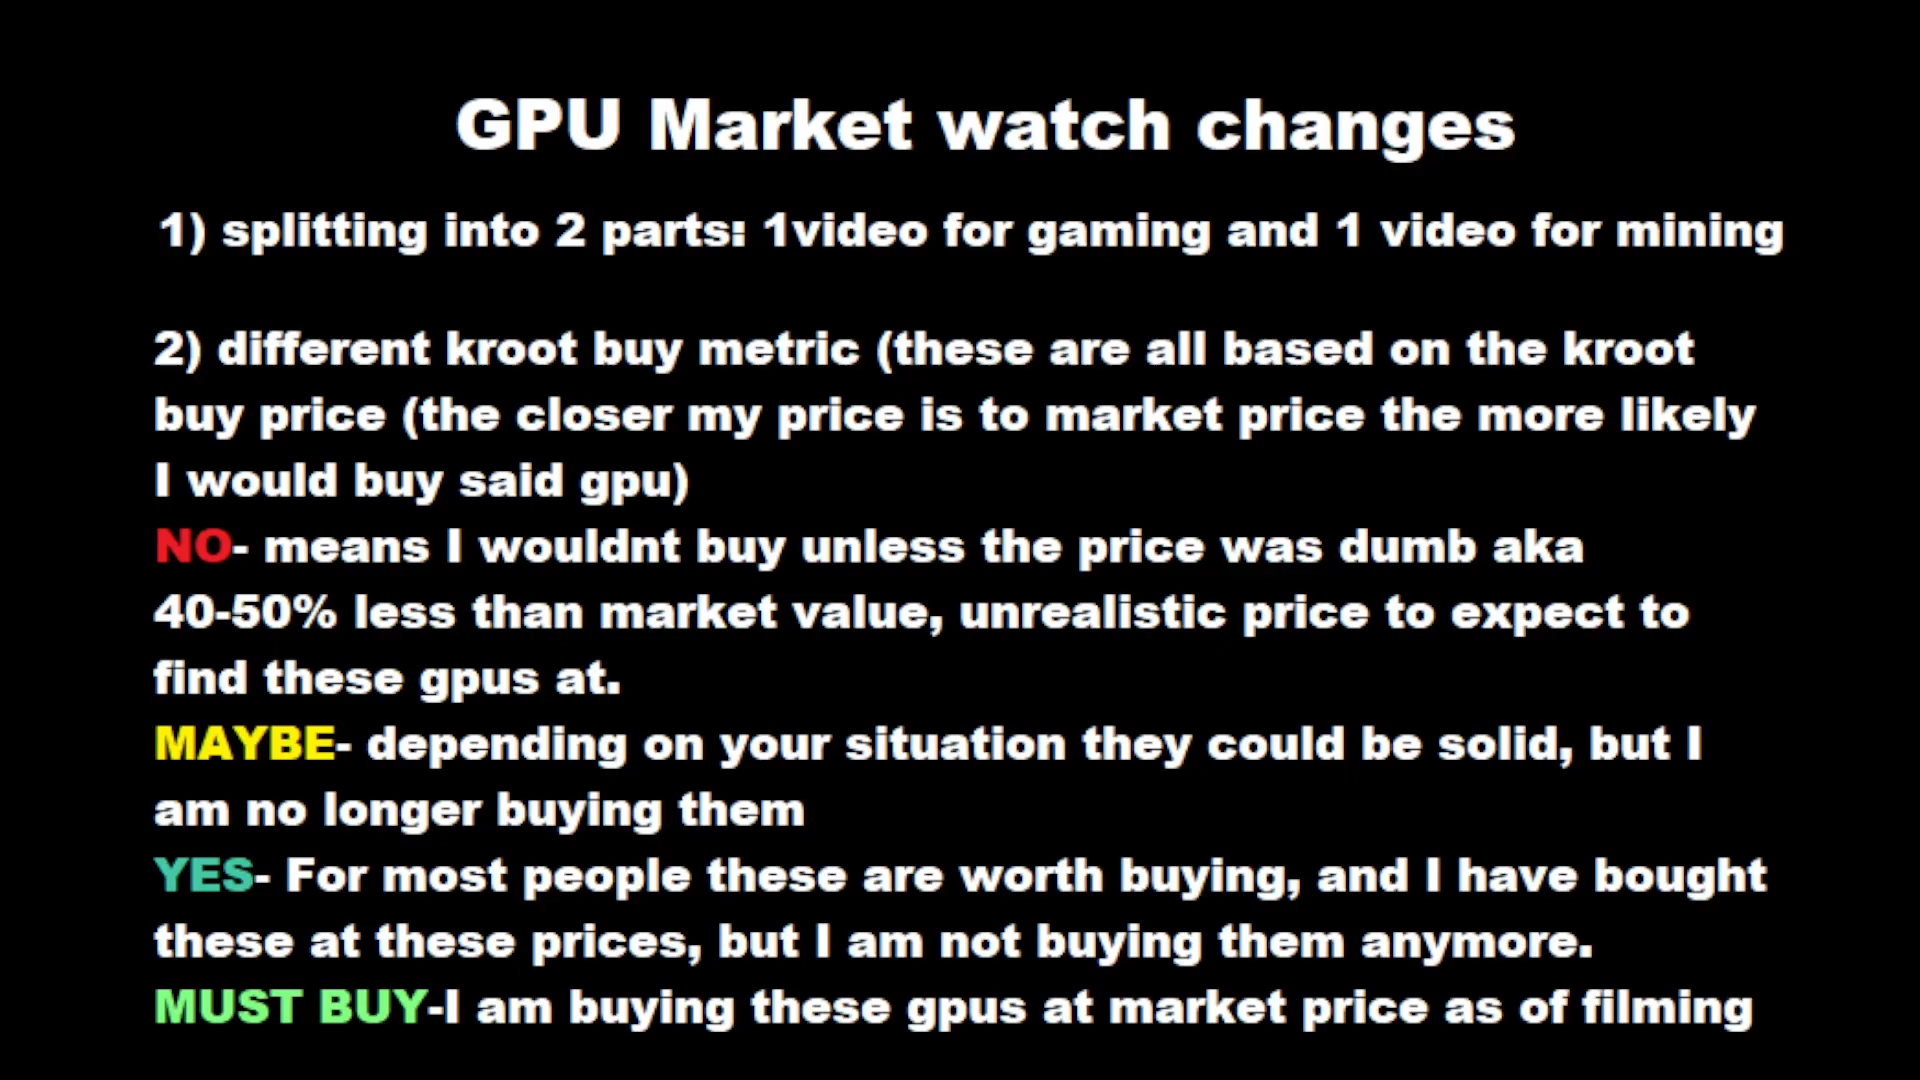 GPU Market watch changes
1) splitting into 2 parts: 1video for gaming and 1 video for mining
2) different kroot buy metric (these are all based on the kroot
buy price (the closer my price is to market price the more likely
I would buy said gpu)
NO- means I wouldnt buy unless the price was dumb aka
40-50% less than market value, unrealistic price to expect to
find these gpus at.
MAYBE- depending on your situation they could be solid, but I
am no longer buying them
YES- For most people these are worth buying, and I have bought
these at these prices, but I am not buying them anymore.
MUST BUY-I am buying these gpus at market price as of filming